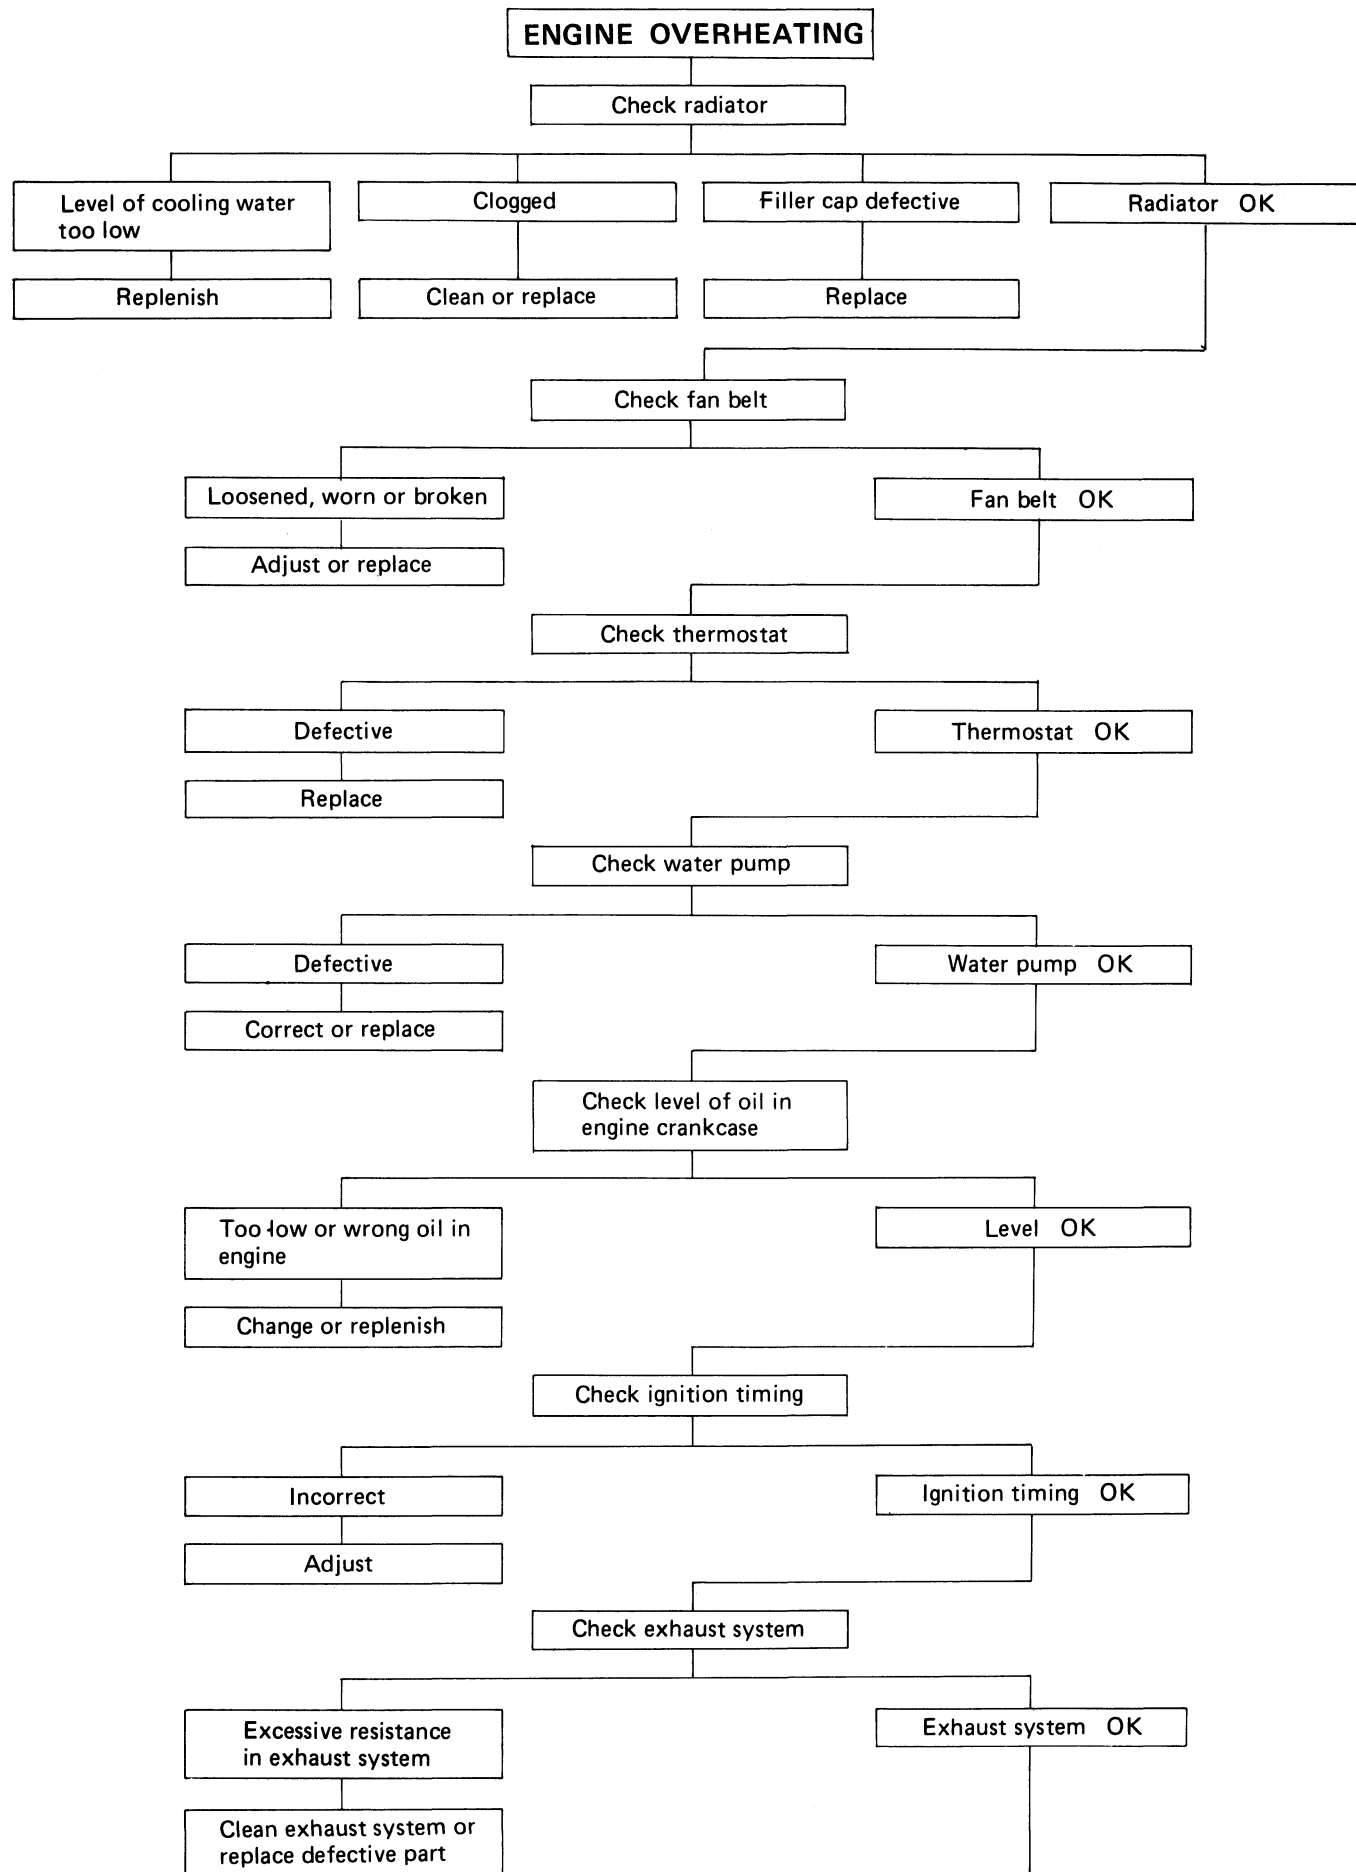 ENGINE OVERHEATING
Check radiator
Level of cooling water
too low
Clogged
Filler cap defective
Radiator OK
Replenish
Clean or replace
Replace
Check fan belt
Loosened, worn or broken
Fan belt OK
Adjust or replace
Check thermostat
Defective
Thermostat OK
Replace
Check water pump
Defective
Water pump OK
Correct or replace
Check level of oil in
engine crankcase
Too low or wrong oil in
engine
Level OK
Change or replenish
Check ignition timing
Incorrect
Ignition timing OK
Adjust
Check exhaust system
Excessive resistance
in exhaust system
Exhaust system OK
Clean exhaust system or
replace defective part